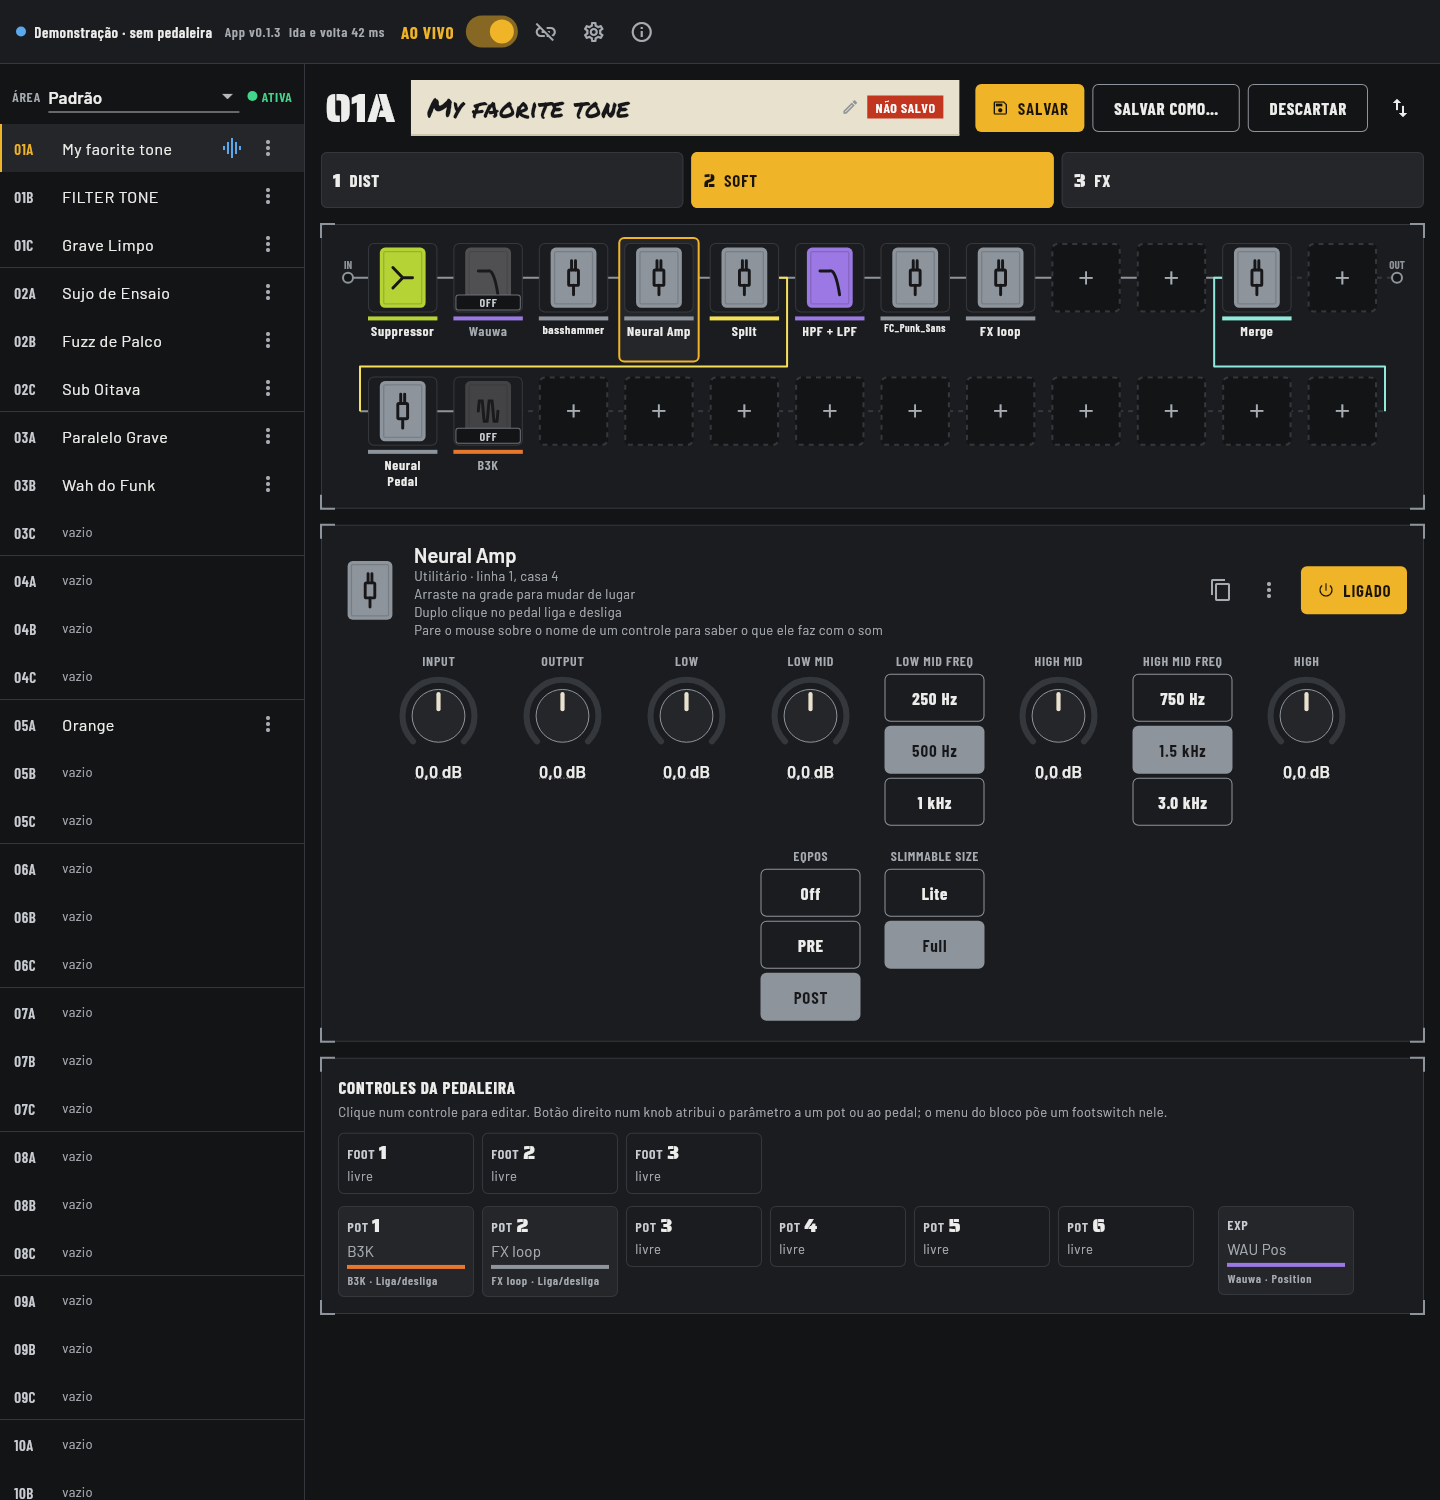 Demonstração · sem pedaleira App v0.1.3 Ida e volta 42 ms AO VIVO
ÁREA Padrão ATIVA
01A My faorite tone
01B FILTER TONE
01C Grave Limpo
02A Sujo de Ensaio
02B Fuzz de Palco
02C Sub Oitava
03A Paralelo Grave
03B Wah do Funk
03C vazio
04A vazio
04B vazio
04C vazio
05A Orange
05B vazio
05C vazio
06A vazio
06B vazio
06C vazio
07A vazio
07B vazio
07C vazio
08A vazio
08B vazio
08C vazio
09A vazio
09B vazio
09C vazio
10A vazio
10B vazio
01A My faorite tone NÃO SALVO SALVAR SALVAR COMO... DESCARTAR
1 DIST 2 SOFT 3 FX
IN OUT
OFF
Suppressor Wauwa basshammer Neural Amp Split HPF + LPF FC_Punk_Sans FX loop Merge
OFF
Neural Pedal B3K
Neural Amp
Utilitário · linha 1, casa 4
Arraste na grade para mudar de lugar
Duplo clique no pedal liga e desliga
Pare o mouse sobre o nome de um controle para saber o que ele faz com o som
LIGADO
INPUT OUTPUT LOW LOW MID LOW MID FREQ HIGH MID HIGH MID FREQ HIGH
250 Hz 750 Hz
500 Hz 1.5 kHz
0,0 dB 0,0 dB 0,0 dB 0,0 dB 0,0 dB 0,0 dB
1 kHz 3.0 kHz
EQPOS SLIMMABLE SIZE
Off Lite
PRE Full
POST
CONTROLES DA PEDALEIRA
Clique num controle para editar. Botão direito num knob atribui o parâmetro a um pot ou ao pedal; o menu do bloco põe um footswitch nele.
FOOT 1 FOOT 2 FOOT 3
livre livre livre
POT 1 POT 2 POT 3 POT 4 POT 5 POT 6 EXP
B3K FX loop livre livre livre livre WAU Pos
B3K · Liga/desliga FX loop · Liga/desliga Wauwa · Position